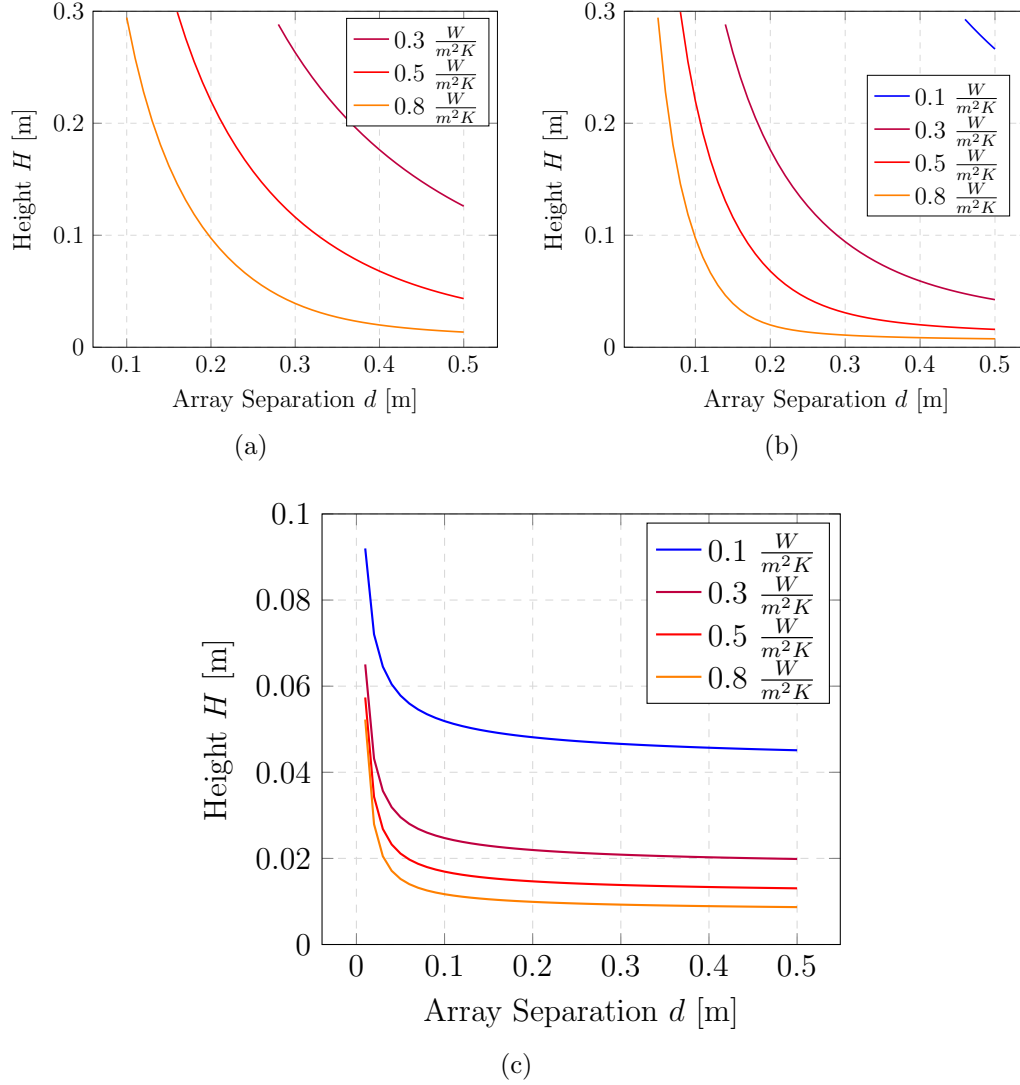 0.3
0.2
0.1
0
0.1 0.2 0.3 0.4 0.5
Height H [m]
Array Separation d [m]
0.3 W/m²K
0.5 W/m²K
0.8 W/m²K
(a)
0.3
0.2
0.1
0
0.1 0.2 0.3 0.4 0.5
Height H [m]
Array Separation d [m]
0.1 W/m²K
0.3 W/m²K
0.5 W/m²K
0.8 W/m²K
(b)
0.1
0.08
0.06
0.04
0.02
0
0 0.1 0.2 0.3 0.4 0.5
Height H [m]
Array Separation d [m]
0.1 W/m²K
0.3 W/m²K
0.5 W/m²K
0.8 W/m²K
(c)